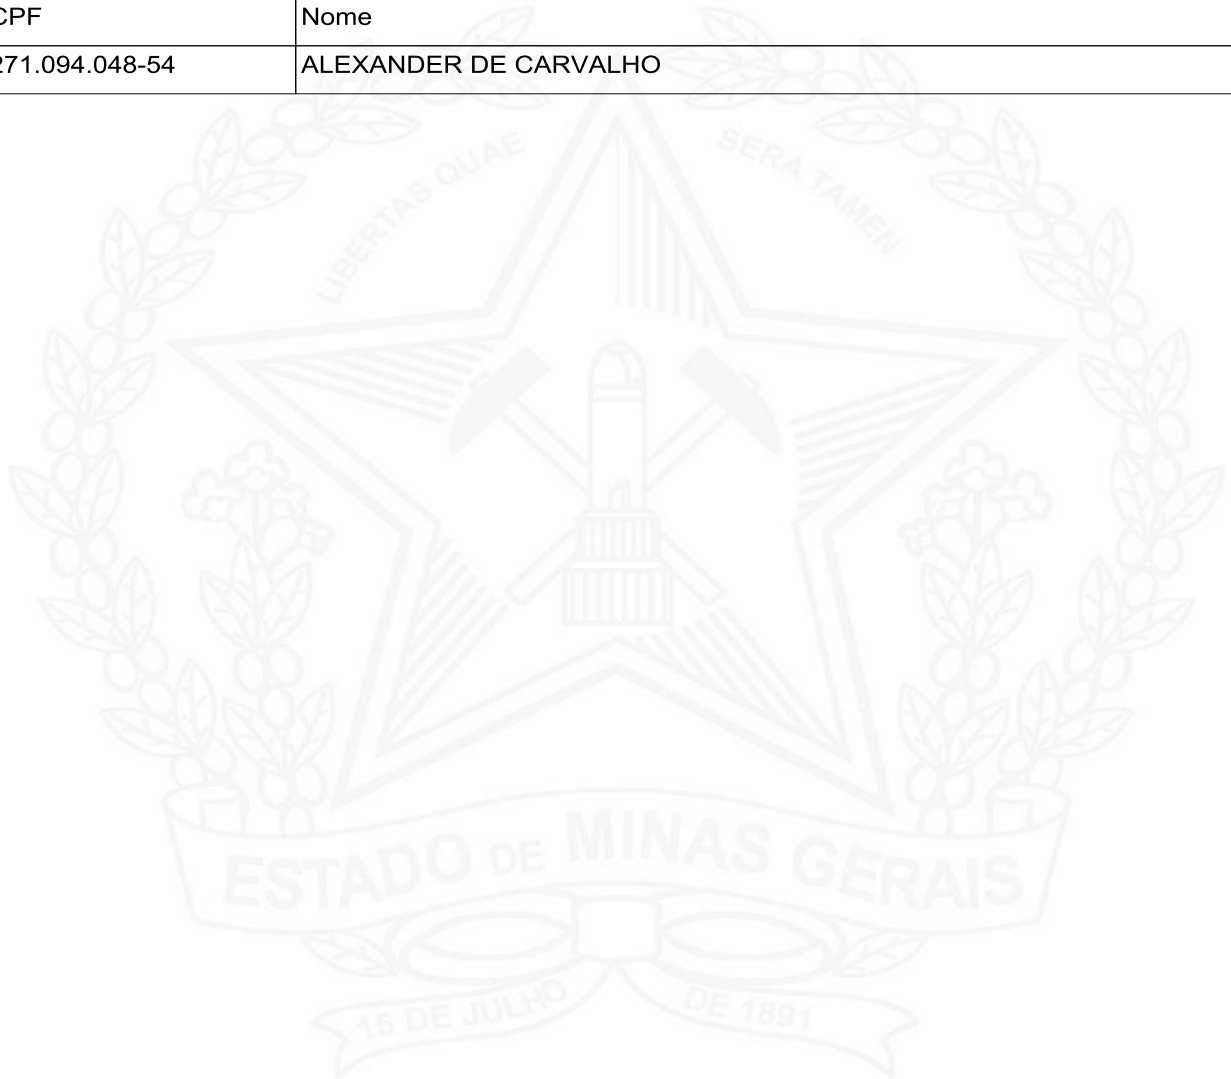 CPF Nome
271.094.048-54 ALEXANDER DE CARVALHO
LIBERTAS QUAE SERA TAMEN
ESTADO DE MINAS GERAIS
15 DE JULHO DE 1891